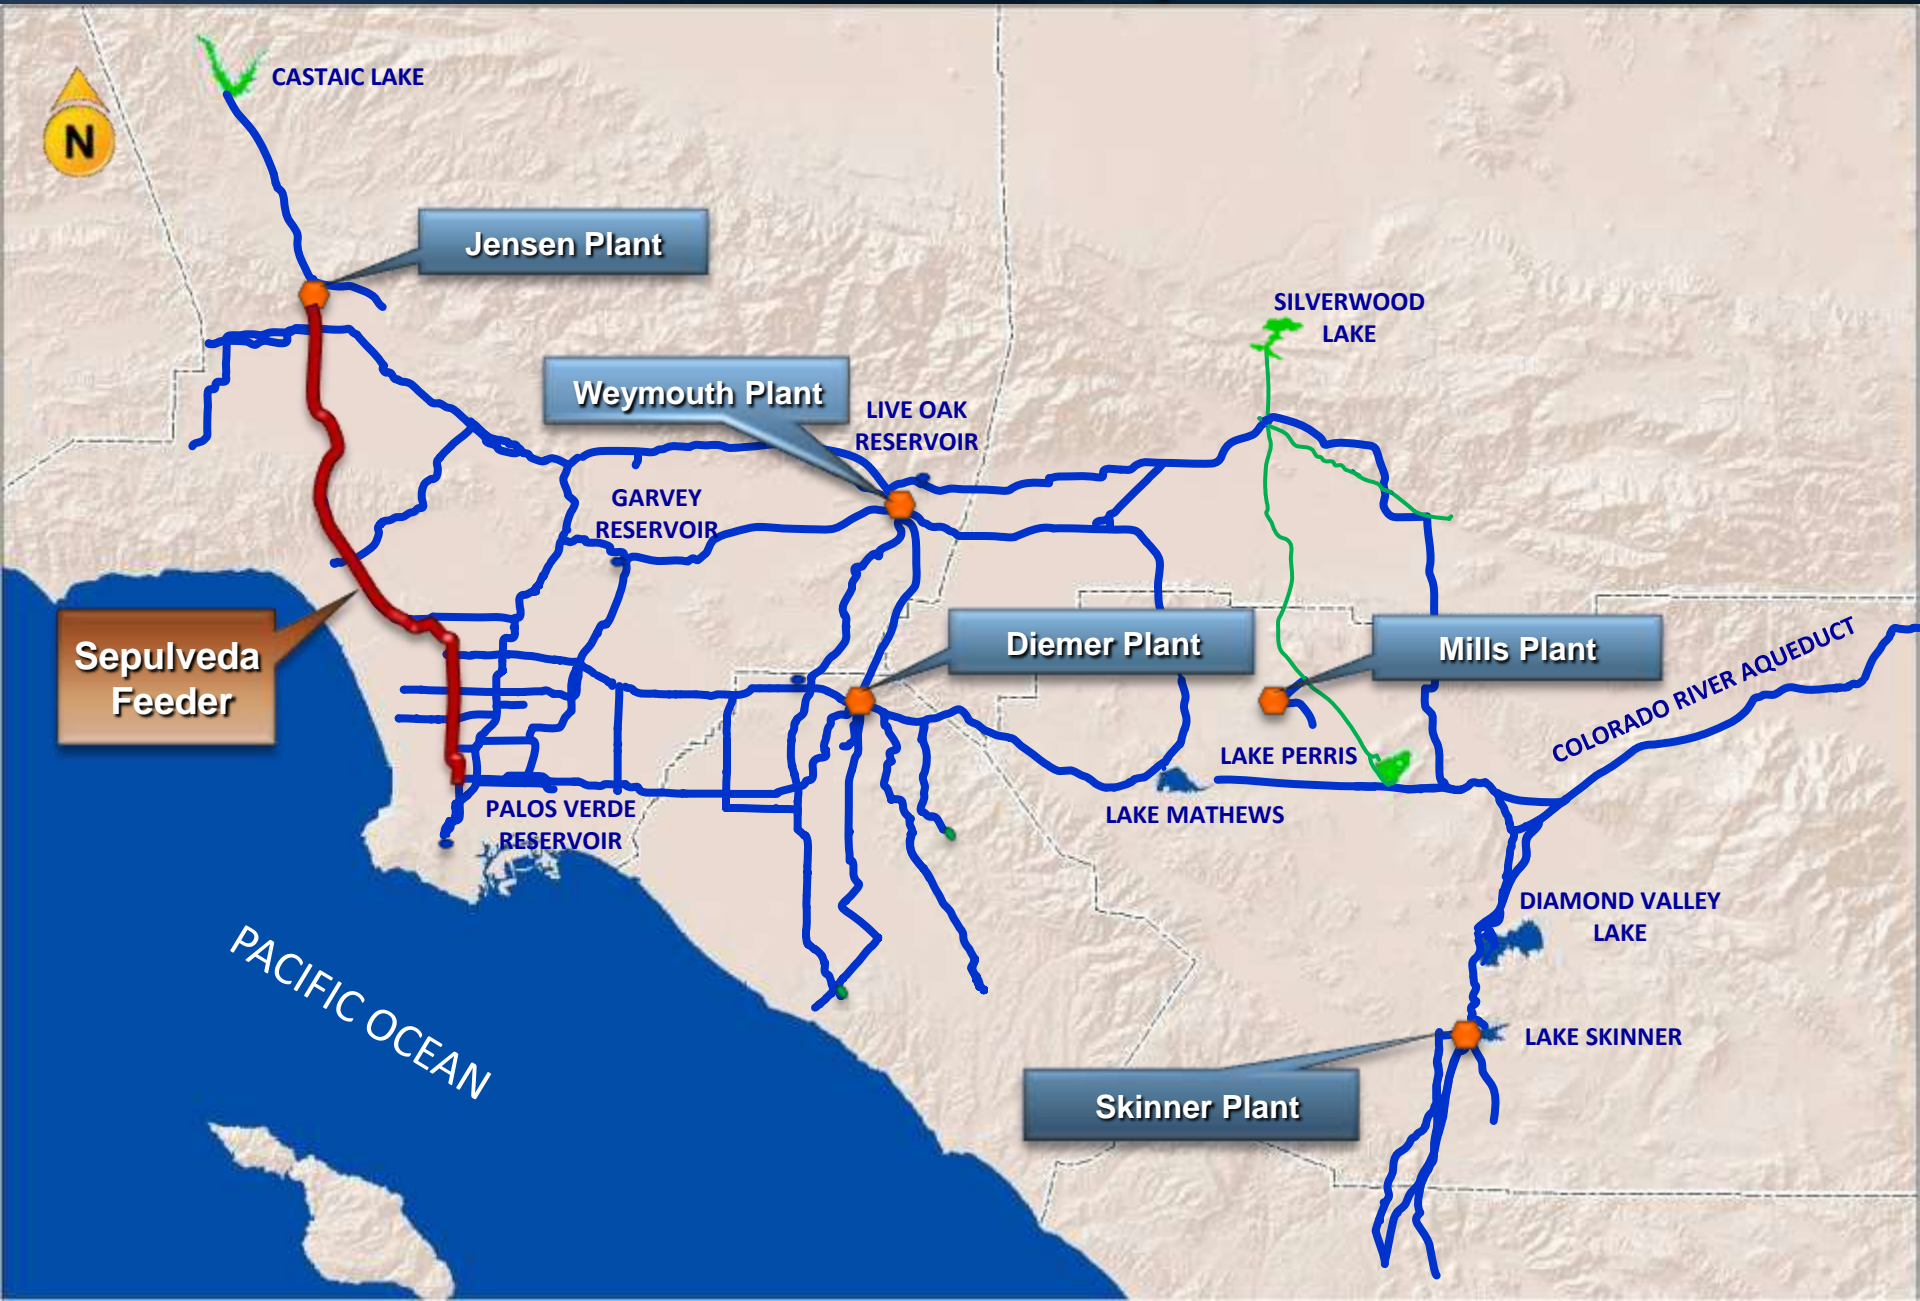 CASTAIC LAKE
N
Jensen Plant
SILVERWOOD
LAKE
Weymouth Plant
LIVE OAK
RESERVOIR
GARVEY
RESERVOIR
Sepulveda
Feeder
Diemer Plant
Mills Plant
COLORADO RIVER AQUEDUCT
LAKE PERRIS
PALOS VERDE
RESERVOIR
LAKE MATHEWS
DIAMOND VALLEY
LAKE
PACIFIC OCEAN
LAKE SKINNER
Skinner Plant